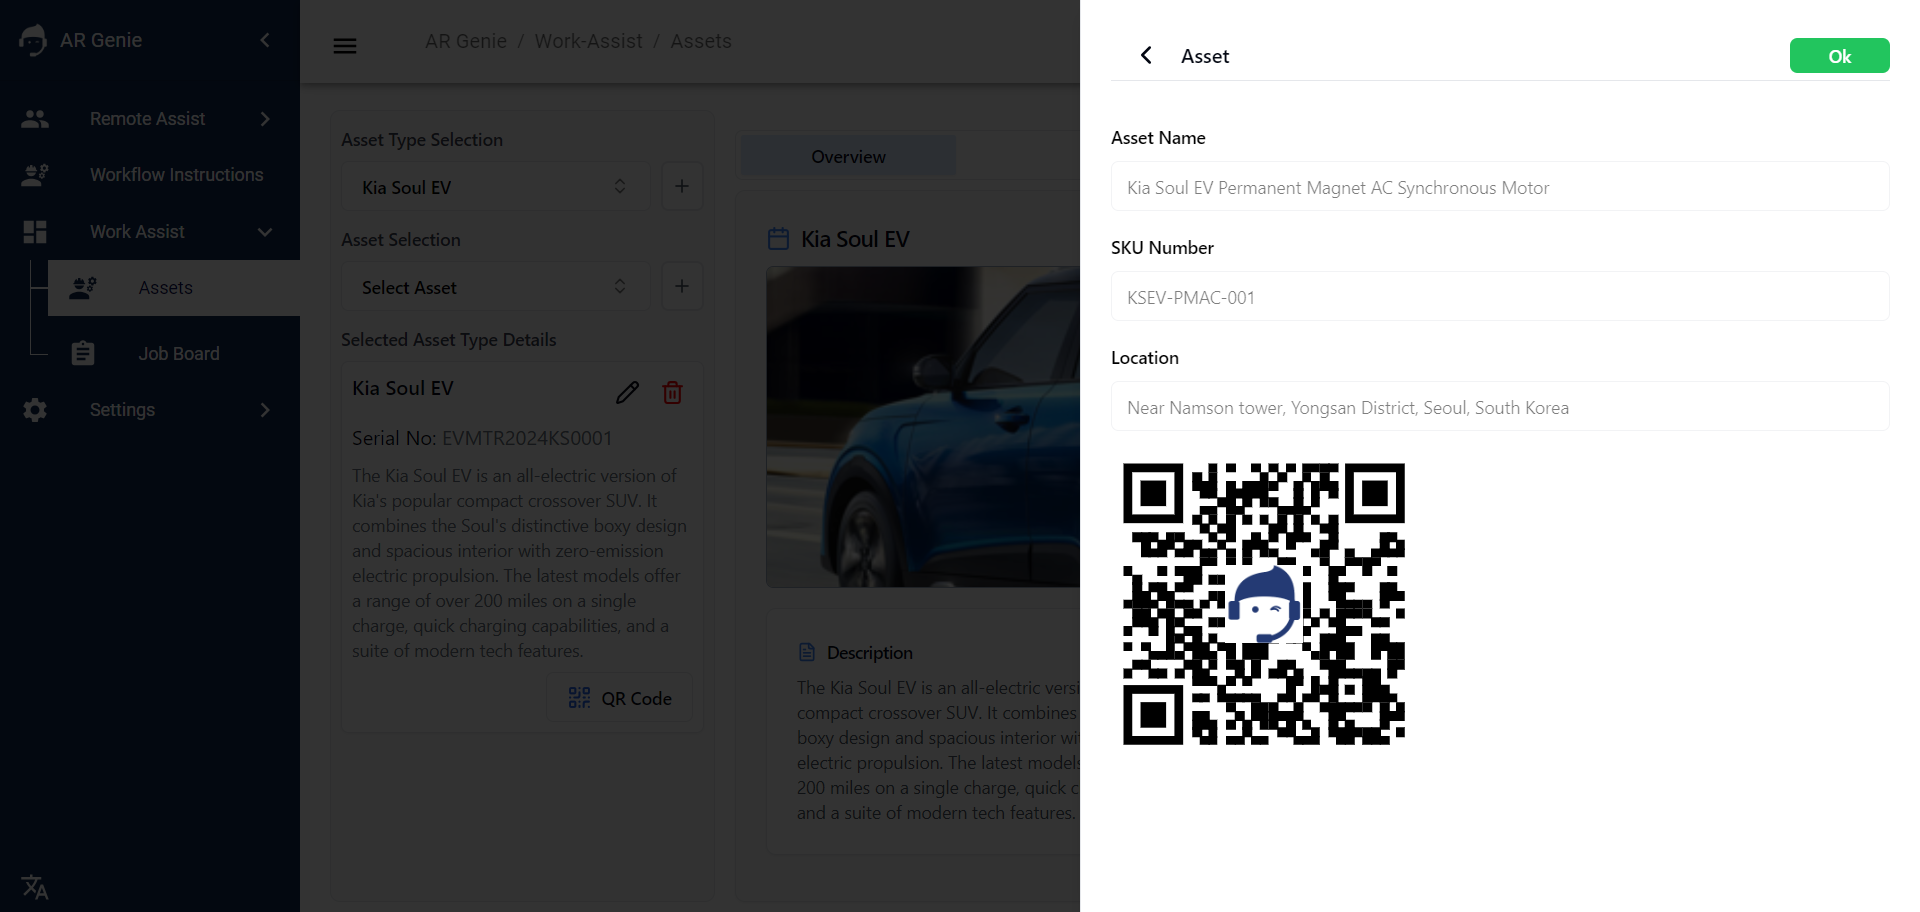 AR Genie
Remote Assist
Workflow Instructions
Work Assist
Assets
Job Board
Settings
AR Genie / Work-Assist / Assets
Asset Type Selection
Kia Soul EV
Asset Selection
Select Asset
Selected Asset Type Details
Kia Soul EV
Serial No: EVMTR2024KS0001
The Kia Soul EV is an all-electric version of
Kia's popular compact crossover SUV. It
combines the Soul's distinctive boxy design
and spacious interior with zero-emission
electric propulsion. The latest models offer
a range of over 200 miles on a single
charge, quick charging capabilities, and a
suite of modern tech features.
QR Code
Overview
Kia Soul EV
Description
The Kia Soul EV is an all-electric versi
compact crossover SUV. It combines
boxy design and spacious interior wi
electric propulsion. The latest models
200 miles on a single charge, quick c
and a suite of modern tech features.
Asset
Ok
Asset Name
Kia Soul EV Permanent Magnet AC Synchronous Motor
SKU Number
KSEV-PMAC-001
Location
Near Namson tower, Yongsan District, Seoul, South Korea